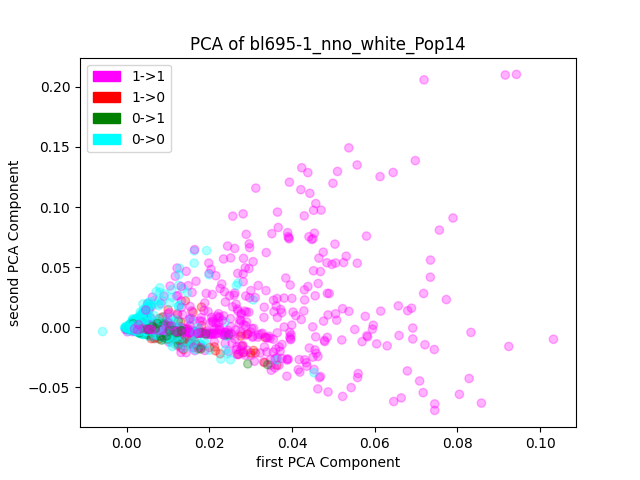 PCA of bl695-1_nno_white_Pop14
1->1
1->0
0->1
0->0
second PCA Component
0.20
0.15
0.10
0.05
0.00
−0.05
0.00 0.02 0.04 0.06 0.08 0.10
first PCA Component